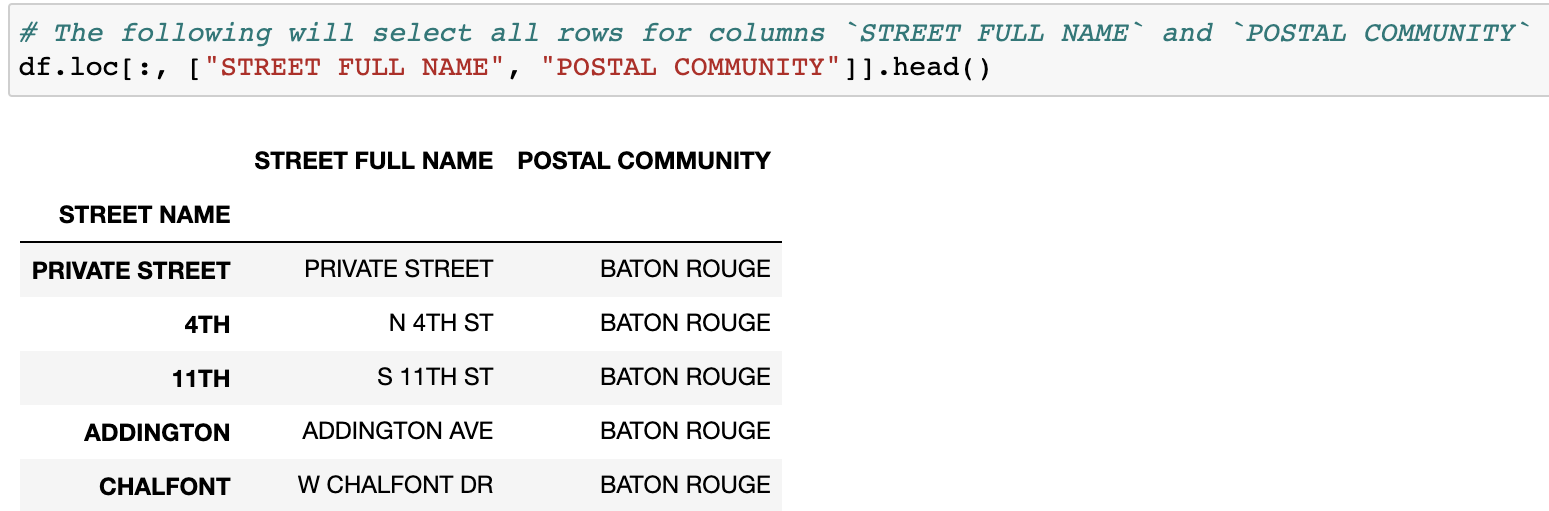 # The following will select all rows for columns `STREET FULL NAME` and `POSTAL COMMUNITY`
df.loc[:, ["STREET FULL NAME", "POSTAL COMMUNITY"]].head()
STREET FULL NAME POSTAL COMMUNITY
STREET NAME
PRIVATE STREET PRIVATE STREET BATON ROUGE
4TH N 4TH ST BATON ROUGE
11TH S 11TH ST BATON ROUGE
ADDINGTON ADDINGTON AVE BATON ROUGE
CHALFONT W CHALFONT DR BATON ROUGE